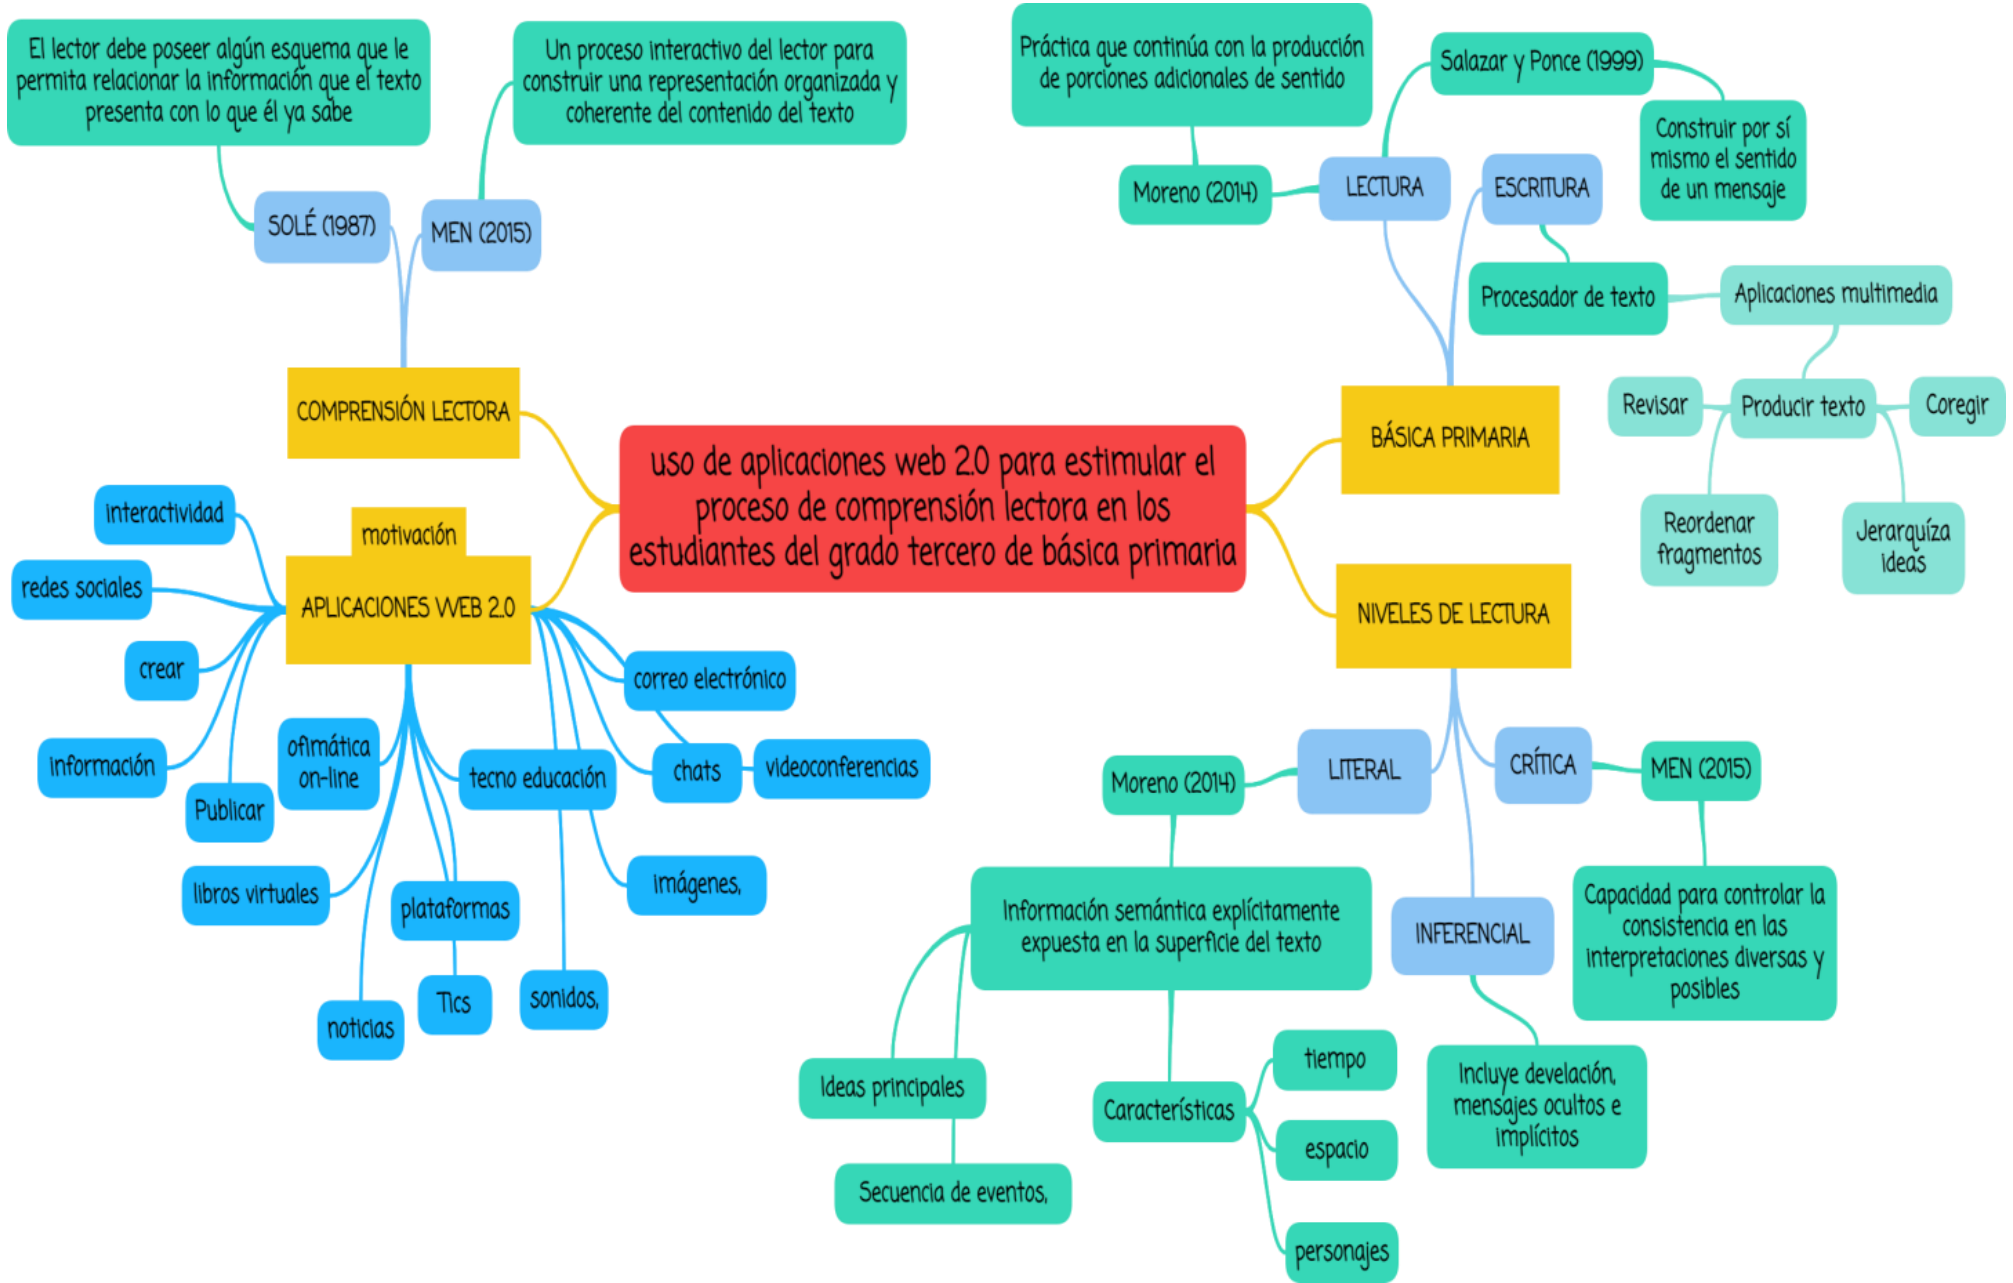 El lector debe poseer algún esquema que le
permita relacionar la información que el texto
presenta con lo que él ya sabe
Un proceso interactivo del lector para
construir una representación organizada y
coherente del contenido del texto
SOLÉ (1987)
MEN (2015)
COMPRENSIÓN LECTORA
Práctica que continúa con la producción
de porciones adicionales de sentido
Salazar y Ponce (1999)
Construir por sí
mismo el sentido
de un mensaje
Moreno (2014)
LECTURA
ESCRITURA
Procesador de texto
Aplicaciones multimedia
Revisar
Producir texto
Coregir
Reordenar
fragmentos
Jerarquíza
ideas
BÁSICA PRIMARIA
uso de aplicaciones web 2.0 para estimular el
proceso de comprensión lectora en los
estudiantes del grado tercero de básica primaria
motivación
APLICACIONES WEB 2.0
interactividad
redes sociales
crear
información
Publicar
ofimática
on-line
libros virtuales
noticias
plataformas
Tics
tecno educación
sonidos,
imágenes,
correo electrónico
chats
videoconferencias
NIVELES DE LECTURA
LITERAL
CRÍTICA
INFERENCIAL
Moreno (2014)
MEN (2015)
Información semántica explícitamente
expuesta en la superficie del texto
Capacidad para controlar la
consistencia en las
interpretaciones diversas y
posibles
Ideas principales
Secuencia de eventos,
Características
tiempo
espacio
personajes
Incluye develación,
mensajes ocultos e
implícitos